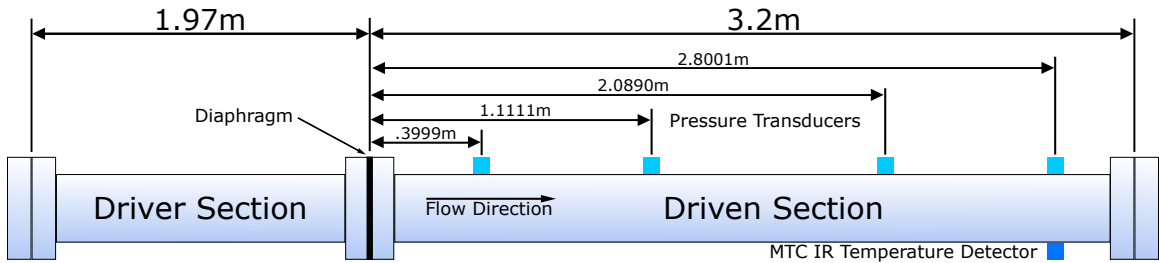 1.97m
3.2m
2.8001m
2.0890m
1.1111m
.3999m
Diaphragm
Pressure Transducers
Driver Section
Flow Direction
Driven Section
MTC IR Temperature Detector